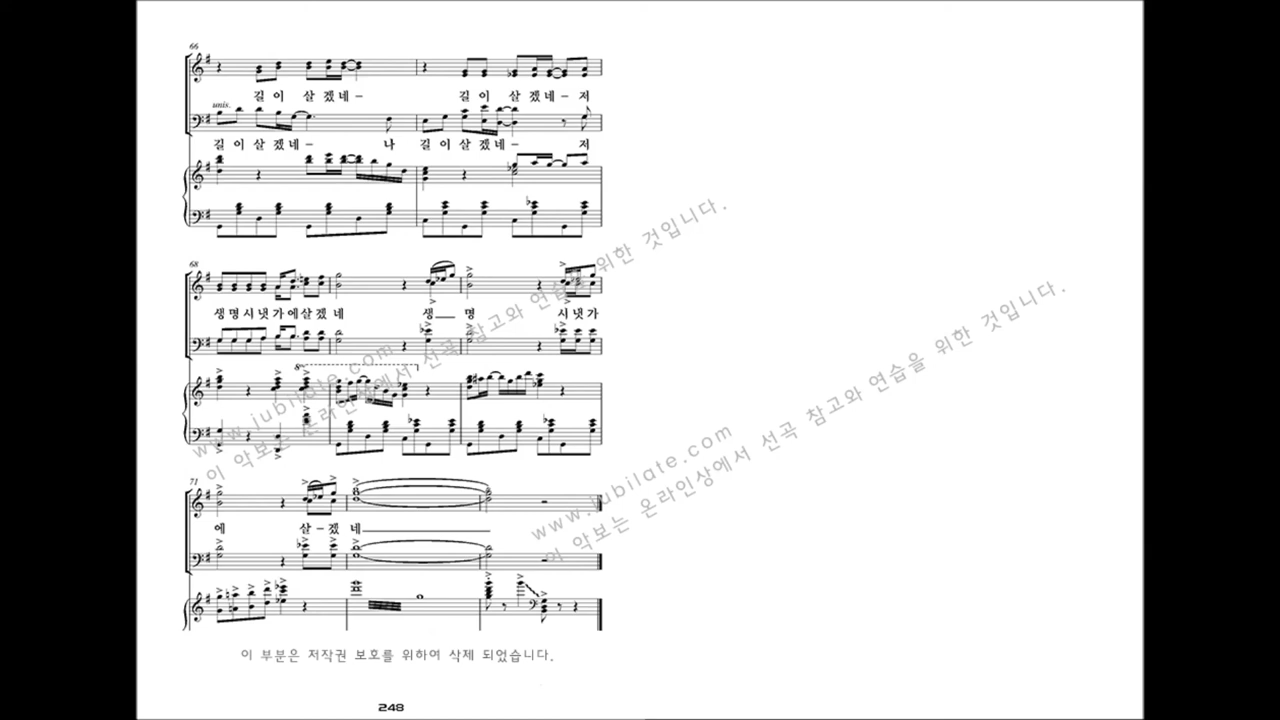 66
길 이 살 겠 네 - 길 이 살 겠 네 - 저
unis.
길 이 살 겠 네 - 나 길 이 살 겠 네 - 저
68
생 명 시 냇 가 에 살 겠 네 생 명 시 냇 가
8va
71
에 살 - 겠 네
www.jubilate.com
이 악보는 온라인상에서 선곡 참고와 연습을 위한 것입니다.
www.jubilate.com
이 악보는 온라인상에서 선곡 참고와 연습을 위한 것입니다.
이 부분은 저작권 보호를 위하여 삭제 되었습니다.
248